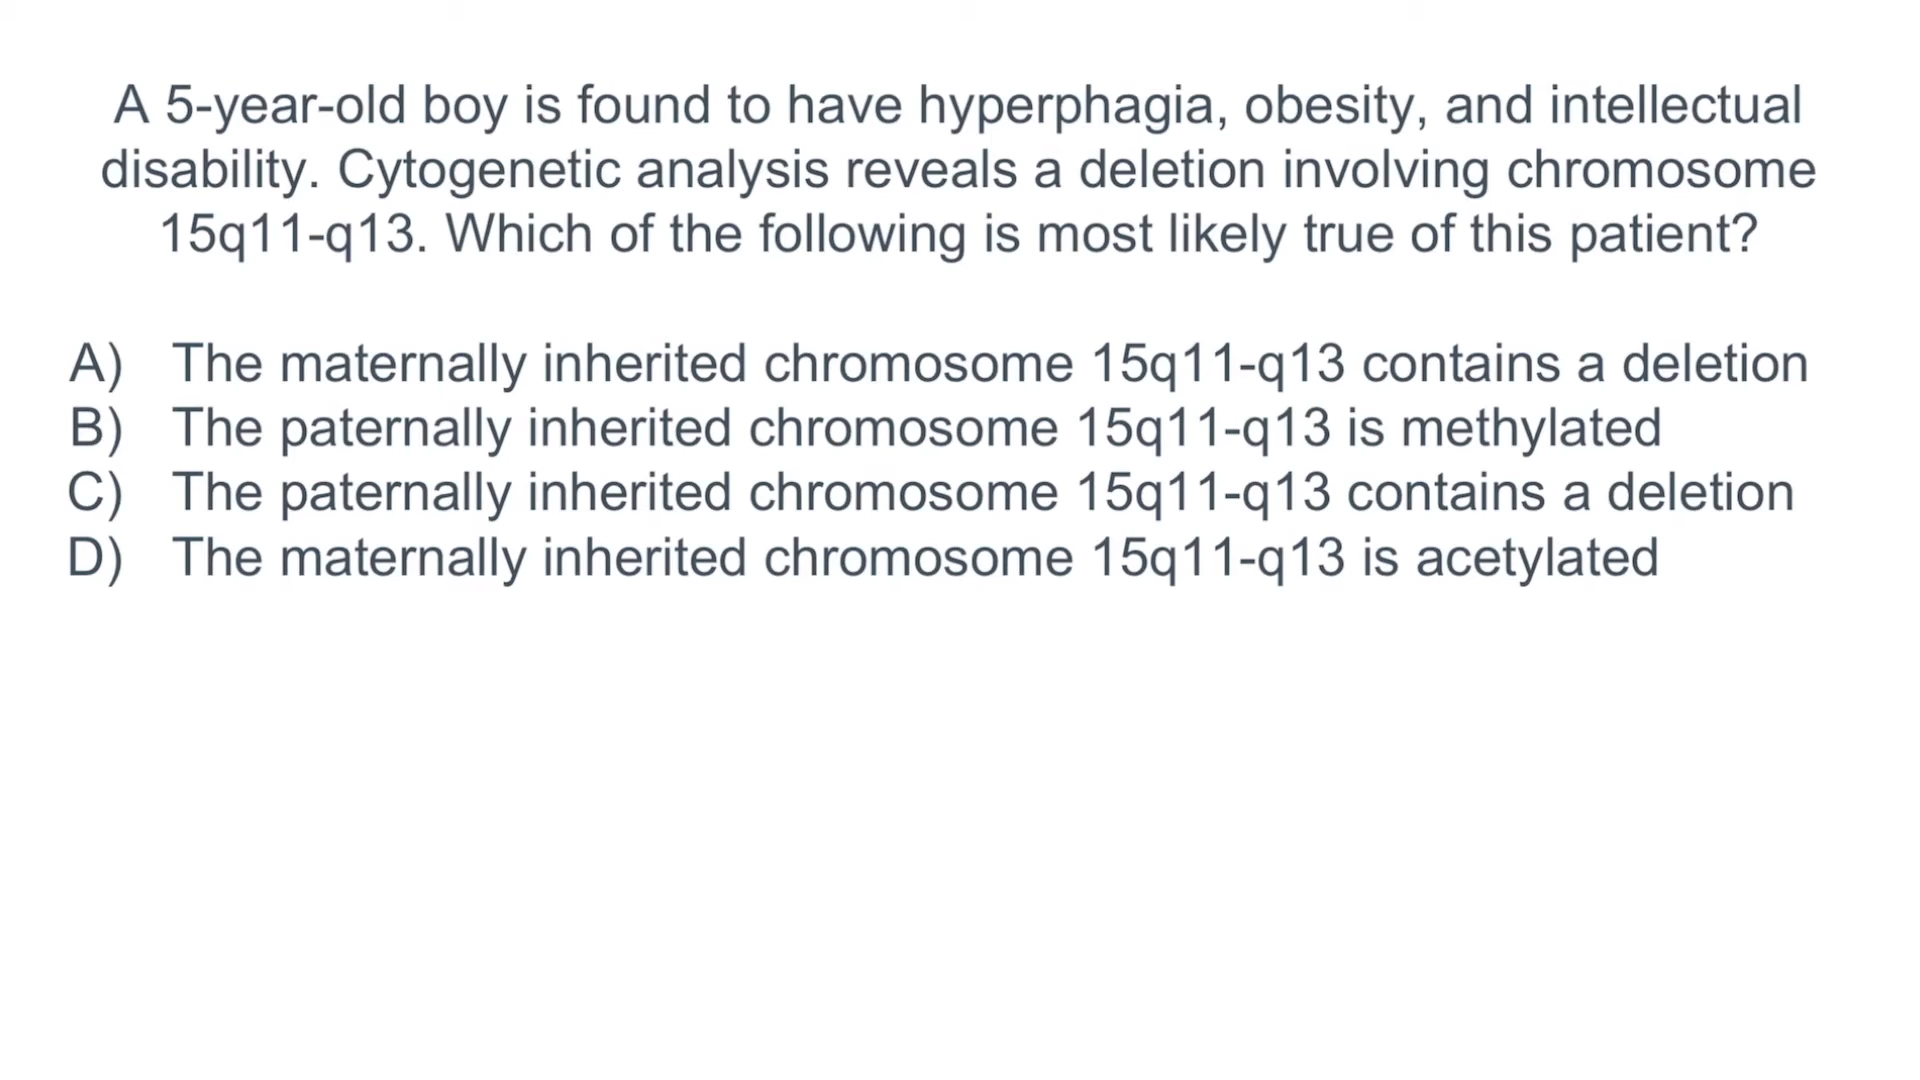 A 5-year-old boy is found to have hyperphagia, obesity, and intellectual
disability. Cytogenetic analysis reveals a deletion involving chromosome
15q11-q13. Which of the following is most likely true of this patient?
A) The maternally inherited chromosome 15q11-q13 contains a deletion
B) The paternally inherited chromosome 15q11-q13 is methylated
C) The paternally inherited chromosome 15q11-q13 contains a deletion
D) The maternally inherited chromosome 15q11-q13 is acetylated